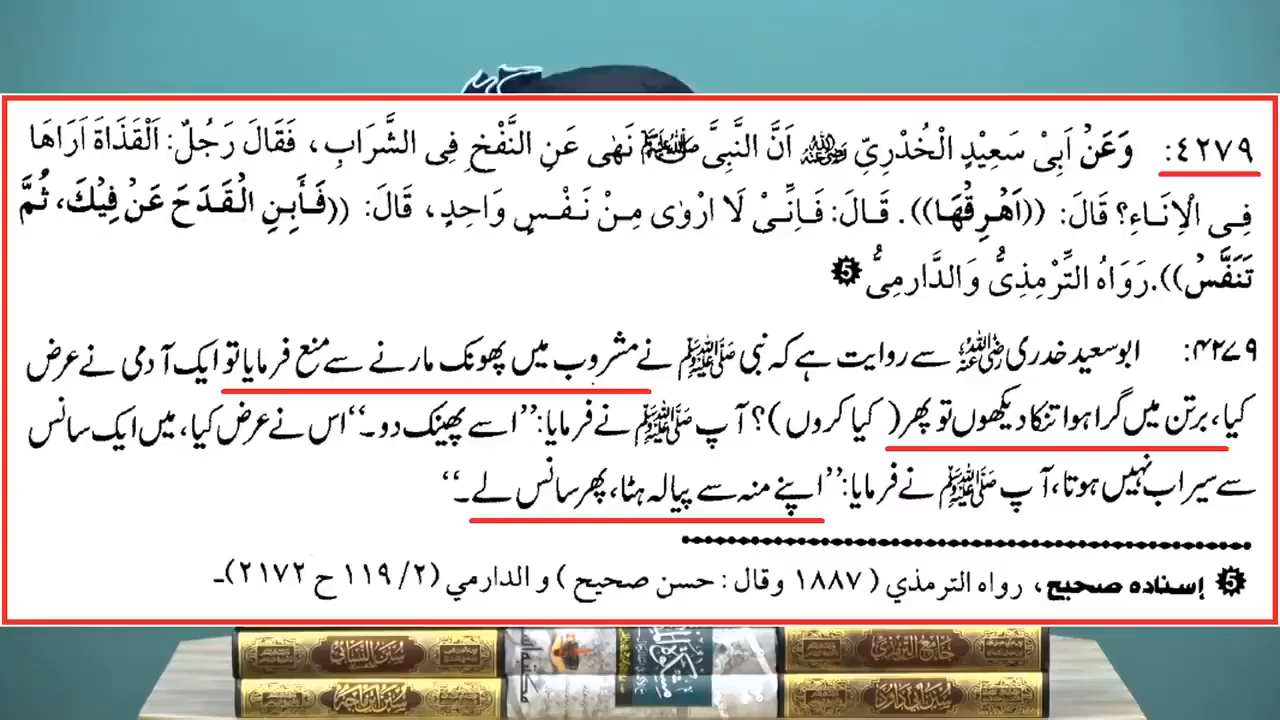 ٤٢٧٩: وَعَنْ اَبِىْ سَعِيْدٍ الْخُدْرِىِّ ﷛ اَنَّ النَّبِىَّ ﷺ نَهٰى عَنِ النَّفْخِ فِى الشَّرَابِ، فَقَالَ رَجُلٌ: اَلْقَذَاةَ اَرَاهَا
فِى الْاِنَاءِ؟ قَالَ: ((اَهْرِقْهَا)). قَالَ: فَاِنِّىْ لَا اَرْوٰى مِنْ نَفْسٍ وَاحِدٍ، قَالَ: ((فَأَبِنِ الْقَدَحَ عَنْ فِيْكَ، ثُمَّ
تَنَفَّسْ)). رَوَاهُ التِّرْمِذِىُّ وَالدَّارِمِىُّ 5
۴۲۷۹: ابوسعید خدری رضی اللہ عنہ سے روایت ہے کہ نبی ﷺ نے مشروب میں پھونک مارنے سے منع فرمایا تو ایک آدمی نے عرض
کیا، برتن میں گرا ہوا تنکا دیکھوں تو پھر (کیا کروں)؟ آپ ﷺ نے فرمایا: ’’اسے پھینک دو۔‘‘ اس نے عرض کیا، میں ایک سانس
سے سیراب نہیں ہوتا، آپ ﷺ نے فرمایا: ’’اپنے منہ سے پیالہ ہٹا، پھر سانس لے۔‘‘
5 إسناده صحيح، رواه الترمذي (١٨٨٧ وقال: حسن صحيح) و الدارمي (٢/ ١١٩ ح ٢١٧٢)۔
سنن النسائي
جامع الترمذي
سنن ابن ماجه
سنن أبي داود